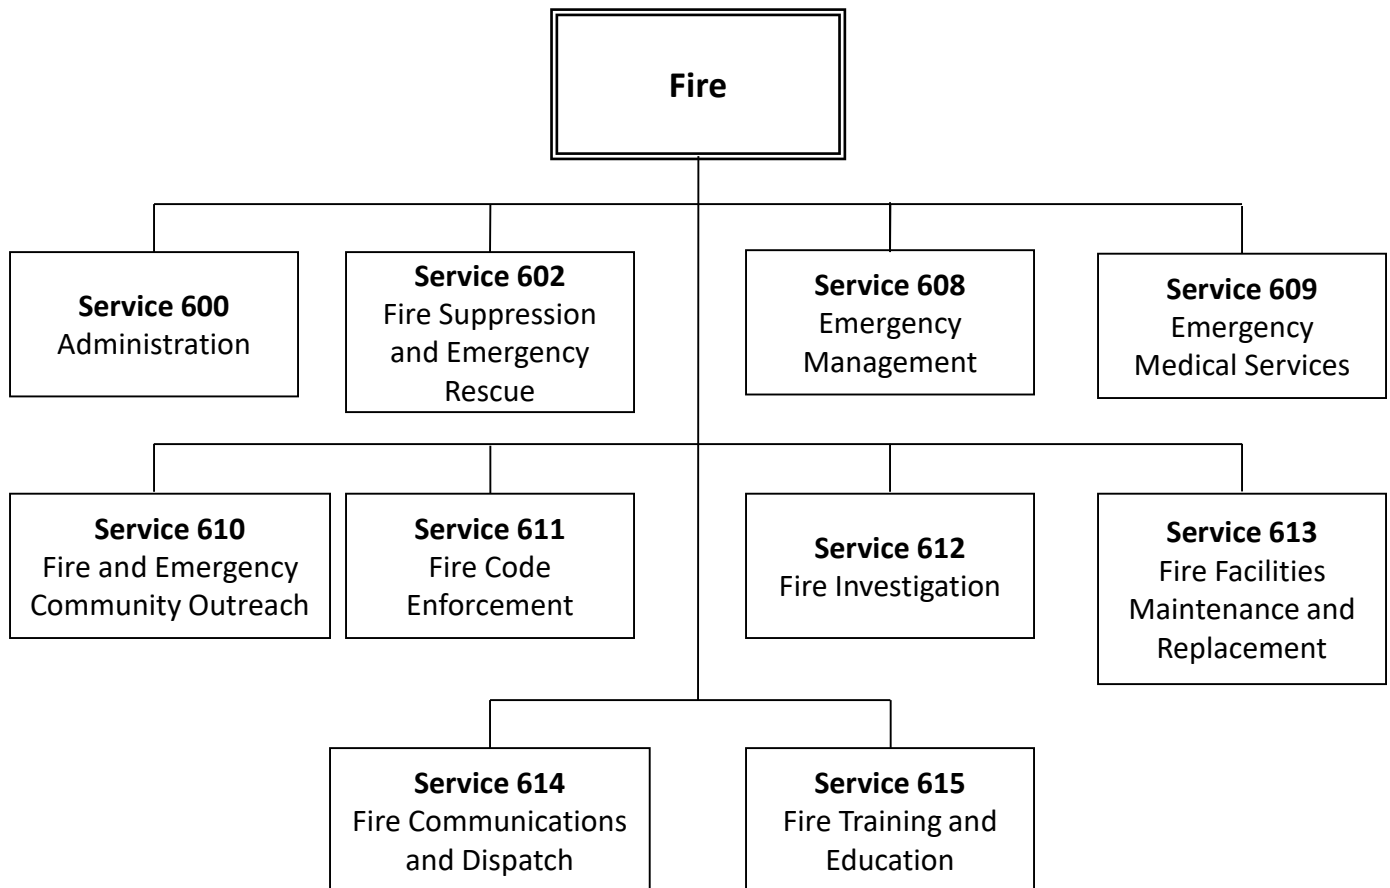 Fire
Service 600
Administration
Service 602
Fire Suppression
and Emergency
Rescue
Service 608
Emergency
Management
Service 609
Emergency
Medical Services
Service 610
Fire and Emergency
Community Outreach
Service 611
Fire Code
Enforcement
Service 612
Fire Investigation
Service 613
Fire Facilities
Maintenance and
Replacement
Service 614
Fire Communications
and Dispatch
Service 615
Fire Training and
Education